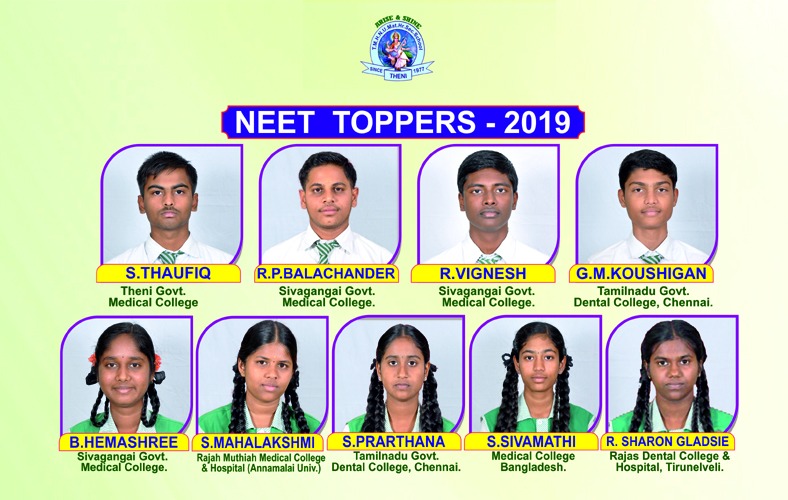 ARISE & SHINE
T.M.H.N.U.Mat.Hr.Sec.School
SINCE THENI 1977
NEET TOPPERS - 2019
S.THAUFIQ
Theni Govt.
Medical College
R.P.BALACHANDER
Sivagangai Govt.
Medical College.
R.VIGNESH
Sivagangai Govt.
Medical College.
G.M.KOUSHIGAN
Tamilnadu Govt.
Dental College, Chennai.
B.HEMASHREE
Sivagangai Govt.
Medical College.
S.MAHALAKSHMI
Rajah Muthiah Medical College
& Hospital (Annamalai Univ.)
S.PRARTHANA
Tamilnadu Govt.
Dental College, Chennai.
S.SIVAMATHI
Medical College
Bangladesh.
R. SHARON GLADSIE
Rajas Dental College &
Hospital, Tirunelveli.